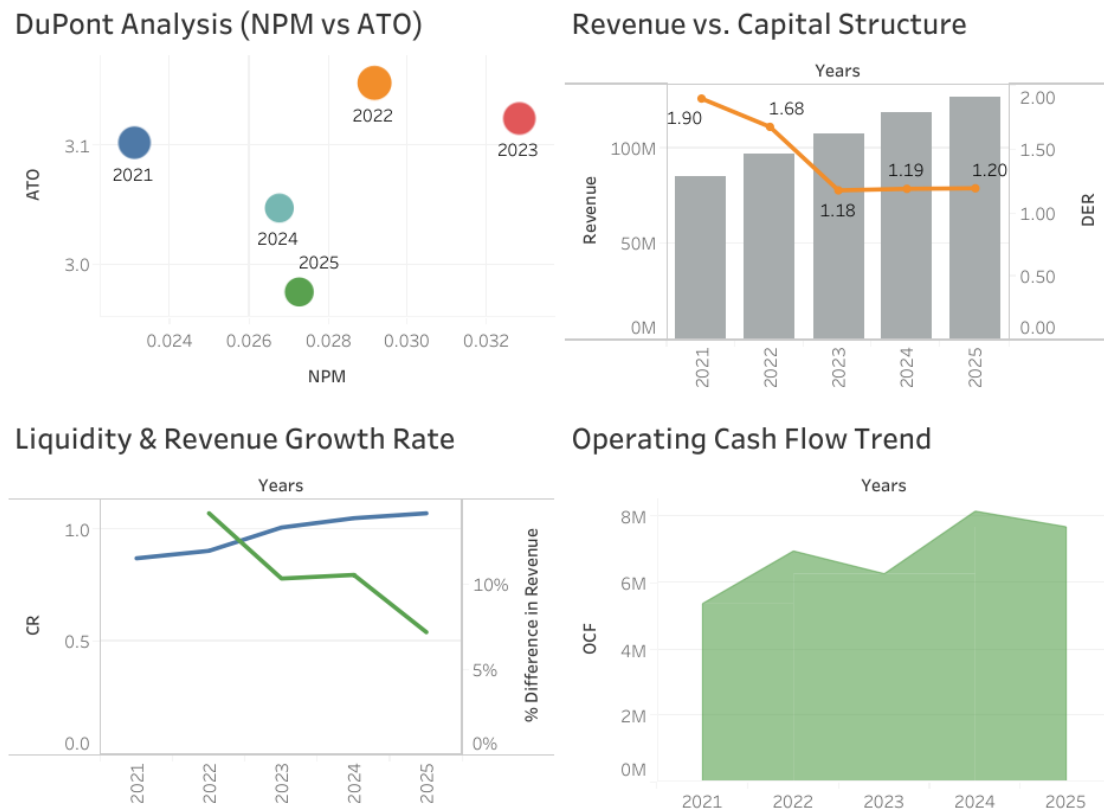 DuPont Analysis (NPM vs ATO)
ATO
3.1
3.0
2021
2022
2023
2024
2025
0.024 0.026 0.028 0.030 0.032
NPM
Revenue vs. Capital Structure
Years
Revenue
100M
50M
0M
1.90
1.68
1.18
1.19
1.20
2.00
1.50
1.00
0.50
0.00
DER
2021 2022 2023 2024 2025
Liquidity & Revenue Growth Rate
Years
CR
1.0
0.5
0.0
10%
5%
0%
% Difference in Revenue
2021 2022 2023 2024 2025
Operating Cash Flow Trend
Years
OCF
8M
6M
4M
2M
0M
2021 2022 2023 2024 2025